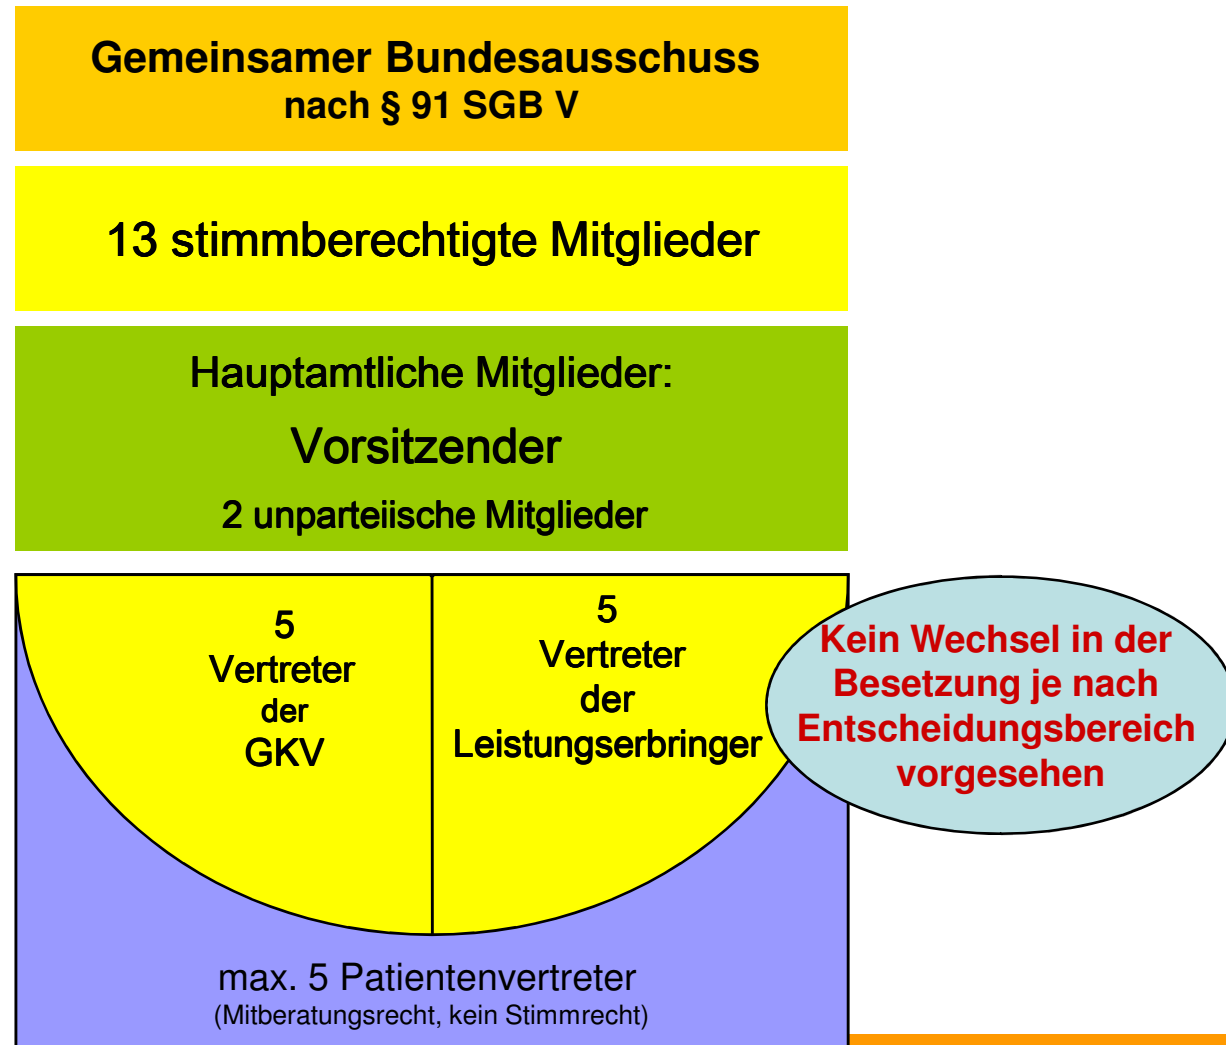 Gemeinsamer Bundesausschuss
nach § 91 SGB V
13 stimmberechtigte Mitglieder
Hauptamtliche Mitglieder:
Vorsitzender
2 unparteiische Mitglieder
5
Vertreter
der
GKV
5
Vertreter
der
Leistungserbringer
Kein Wechsel in der
Besetzung je nach
Entscheidungsbereich
vorgesehen
max. 5 Patientenvertreter
(Mitberatungsrecht, kein Stimmrecht)